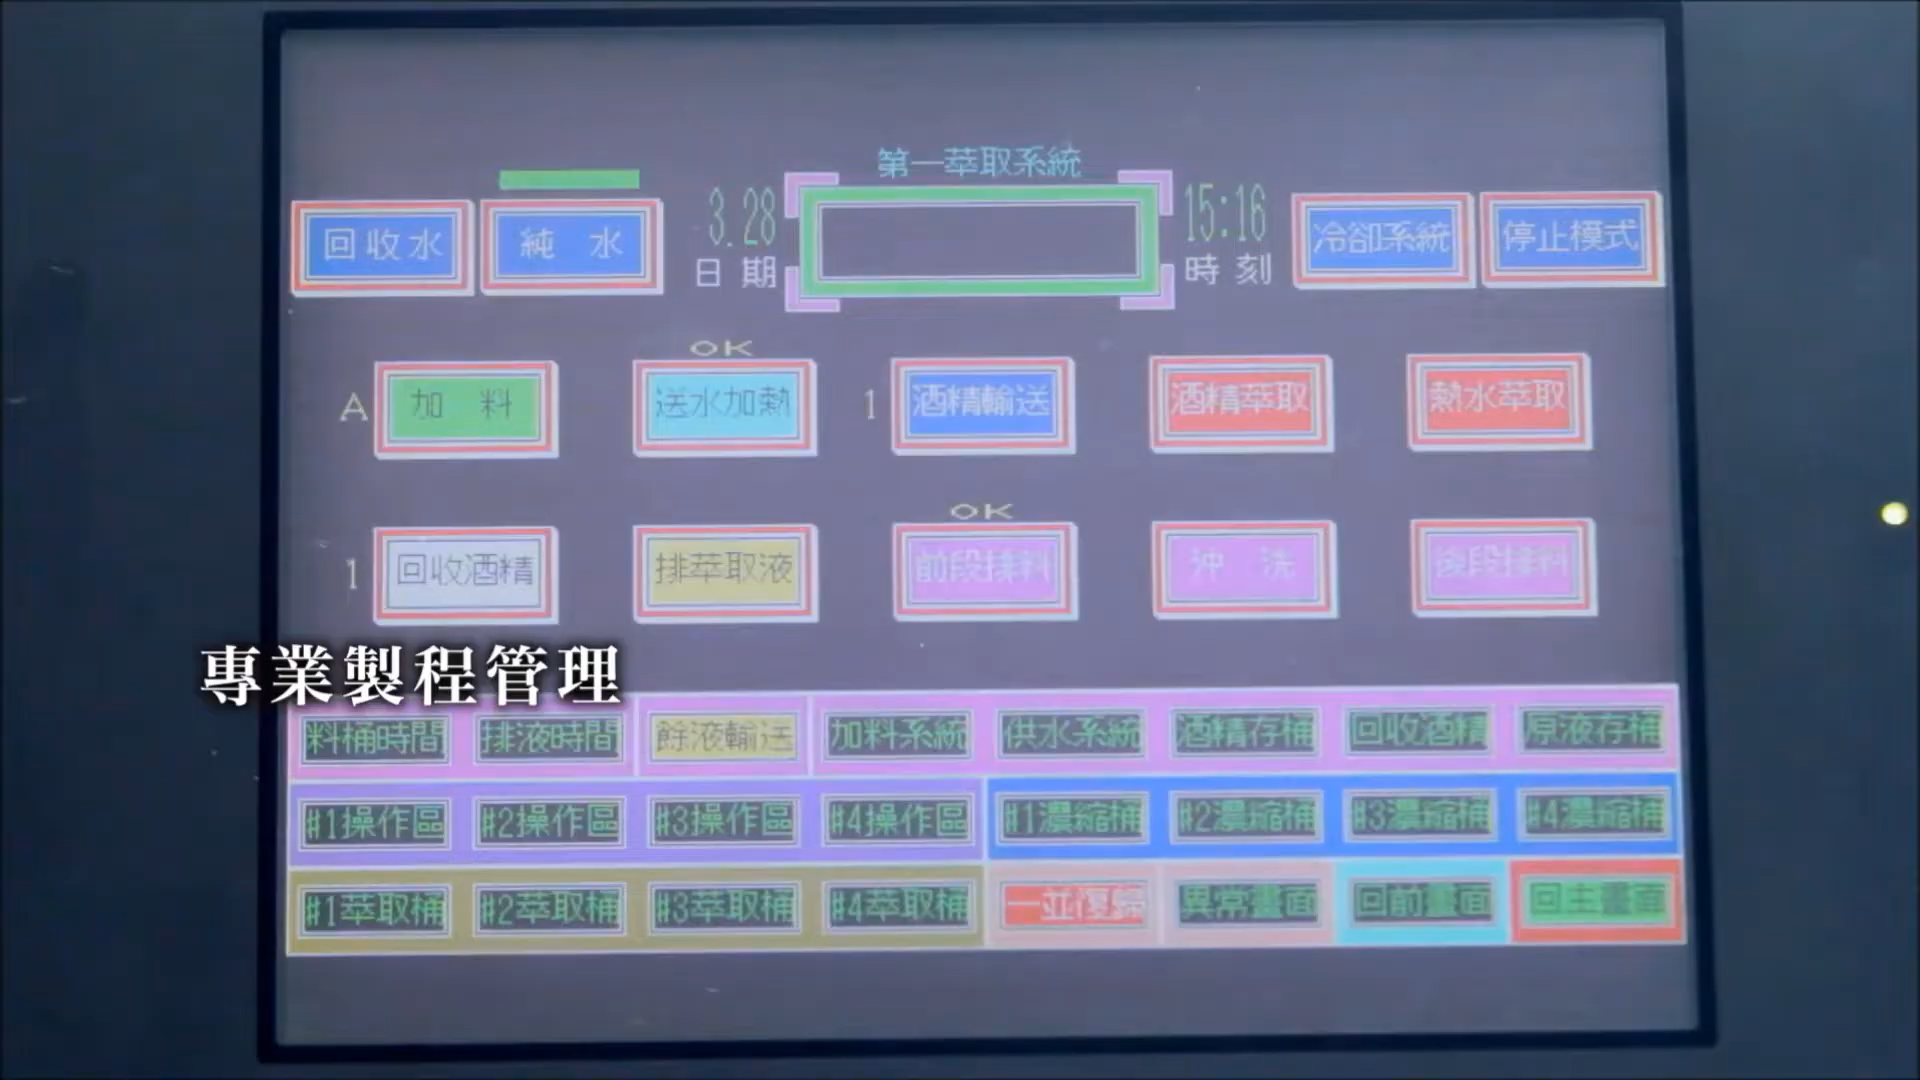 第一萃取系統
回收水 純水 3.28 日期 15:16 時刻 冷卻系統 停止模式
OK
A 加料 送水加熱 1 酒精輸送 酒精萃取 熱水萃取
OK
1 回收酒精 排萃取液 前段排料 沖洗 後段排料
專業製程管理
料桶時間 排液時間 餘液輸送 加料系統 供水系統 酒精存桶 回收酒精 原液存桶
#1操作區 #2操作區 #3操作區 #4操作區 #1濃縮桶 #2濃縮桶 #3濃縮桶 #4濃縮桶
#1萃取桶 #2萃取桶 #3萃取桶 #4萃取桶 一並復歸 異常畫面 回前畫面 回主畫面